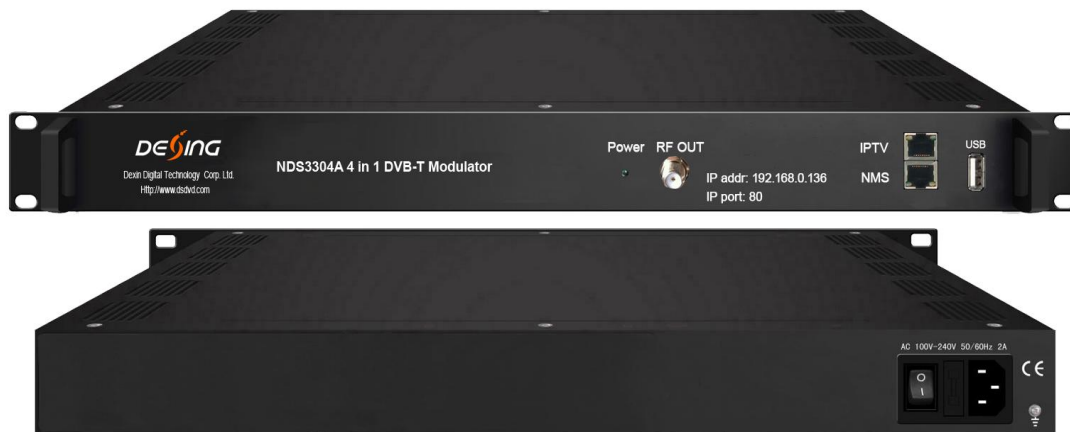 DESING
Dexin Digital Technology Corp. Ltd.
Http://www.dsdvd.com
NDS3304A 4 in 1 DVB-T Modulator
Power RF OUT
IP addr: 192.168.0.136
IP port: 80
IPTV
NMS
USB
AC 100V-240V 50/60Hz 2A
O
I
CE